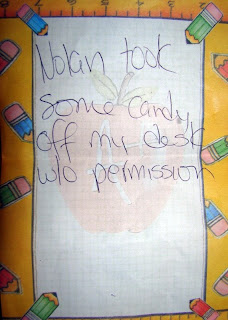 Nolan took
some candy
off my desk
w/o permission